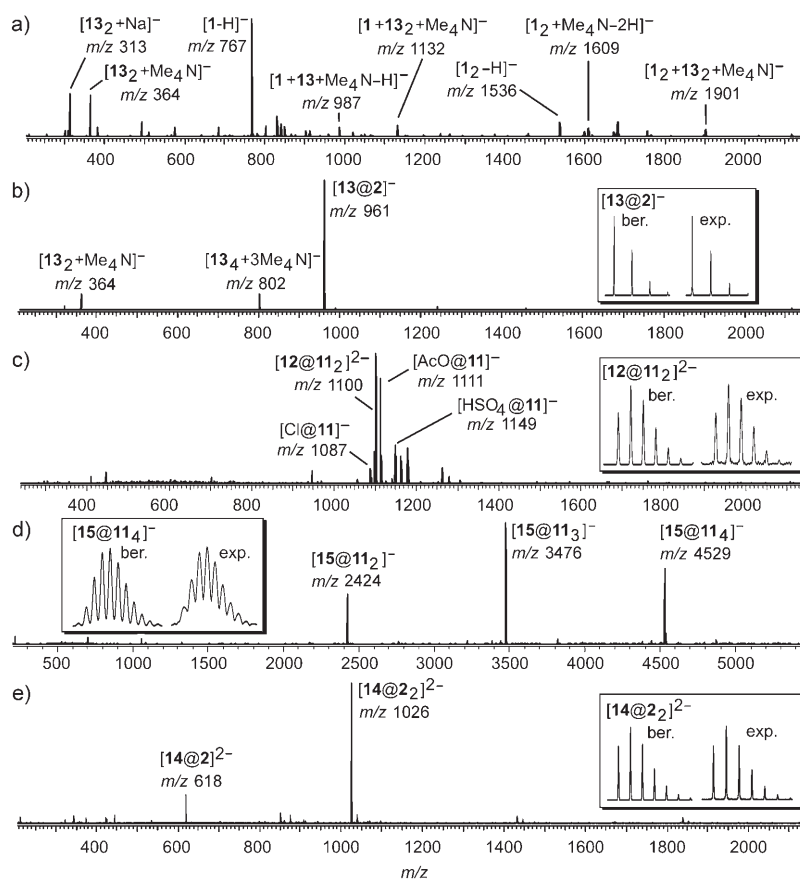 a)
[13₂+Na]⁻
m/z 313
[13₂+Me₄N]⁻
m/z 364
[1-H]⁻
m/z 767
[1+13+Me₄N–H]⁻
m/z 987
[1+13₂+Me₄N]⁻
m/z 1132
[1₂–H]⁻
m/z 1536
[1₂+Me₄N–2H]⁻
m/z 1609
[1₂+13₂+Me₄N]⁻
m/z 1901
400 600 800 1000 1200 1400 1600 1800 2000
b)
[13₂+Me₄N]⁻
m/z 364
[13₄+3Me₄N]⁻
m/z 802
[13@2]⁻
m/z 961
[13@2]⁻
ber. exp.
400 600 800 1000 1200 1400 1600 1800 2000
c)
[12@11₂]²⁻
m/z 1100
[AcO@11]⁻
m/z 1111
[Cl@11]⁻
m/z 1087
[HSO₄@11]⁻
m/z 1149
[12@11₂]²⁻
ber. exp.
400 600 800 1000 1200 1400 1600 1800 2000
d)
[15@11₄]⁻
ber. exp.
[15@11₂]⁻
m/z 2424
[15@11₃]⁻
m/z 3476
[15@11₄]⁻
m/z 4529
500 1000 1500 2000 2500 3000 3500 4000 4500 5000
e)
[14@2]²⁻
m/z 618
[14@2₂]²⁻
m/z 1026
[14@2₂]²⁻
ber. exp.
400 600 800 1000 1200 1400 1600 1800 2000
m/z